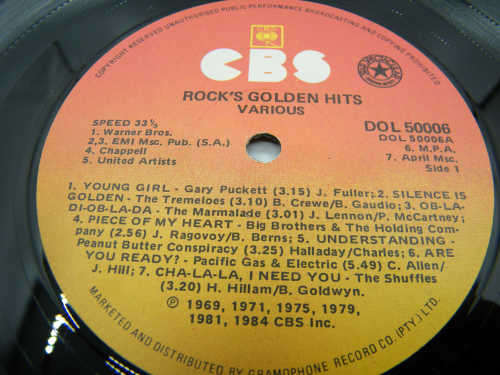 COPYRIGHT RESERVED UNAUTHORISED PUBLIC PERFORMANCE BROADCASTING AND COPYING PROHIBITED
CBS
ROCK'S GOLDEN HITS
VARIOUS
SPEED 33⅓
1. Warner Bros.
2,3. EMI Msc. Pub. (S.A.)
4. Chappell
5. United Artists
DOL 50006
DOL 50006A
6. M.P.A.
7. April Msc.
Side 1
1. YOUNG GIRL - Gary Puckett (3.15) J. Fuller; 2. SILENCE IS
GOLDEN - The Tremeloes (3.10) B. Crewe/B. Gaudio; 3. OB-LA-
DI-OB-LA-DA - The Marmalade (3.01) J. Lennon/P. McCartney;
4. PIECE OF MY HEART - Big Brothers & The Holding Com-
pany (2.56) J. Ragovoy/B. Berns; 5. UNDERSTANDING -
Peanut Butter Conspiracy (3.25) Halladay/Charles; 6. ARE
YOU READY? - Pacific Gas & Electric (5.49) C. Allen/
J. Hill; 7. CHA-LA-LA, I NEED YOU - The Shuffles
(3.20) H. Hillam/B. Goldwyn.
℗ 1969, 1971, 1975, 1979,
1981, 1984 CBS Inc.
MARKETED AND DISTRIBUTED BY GRAMOPHONE RECORD CO. (PTY) LTD.